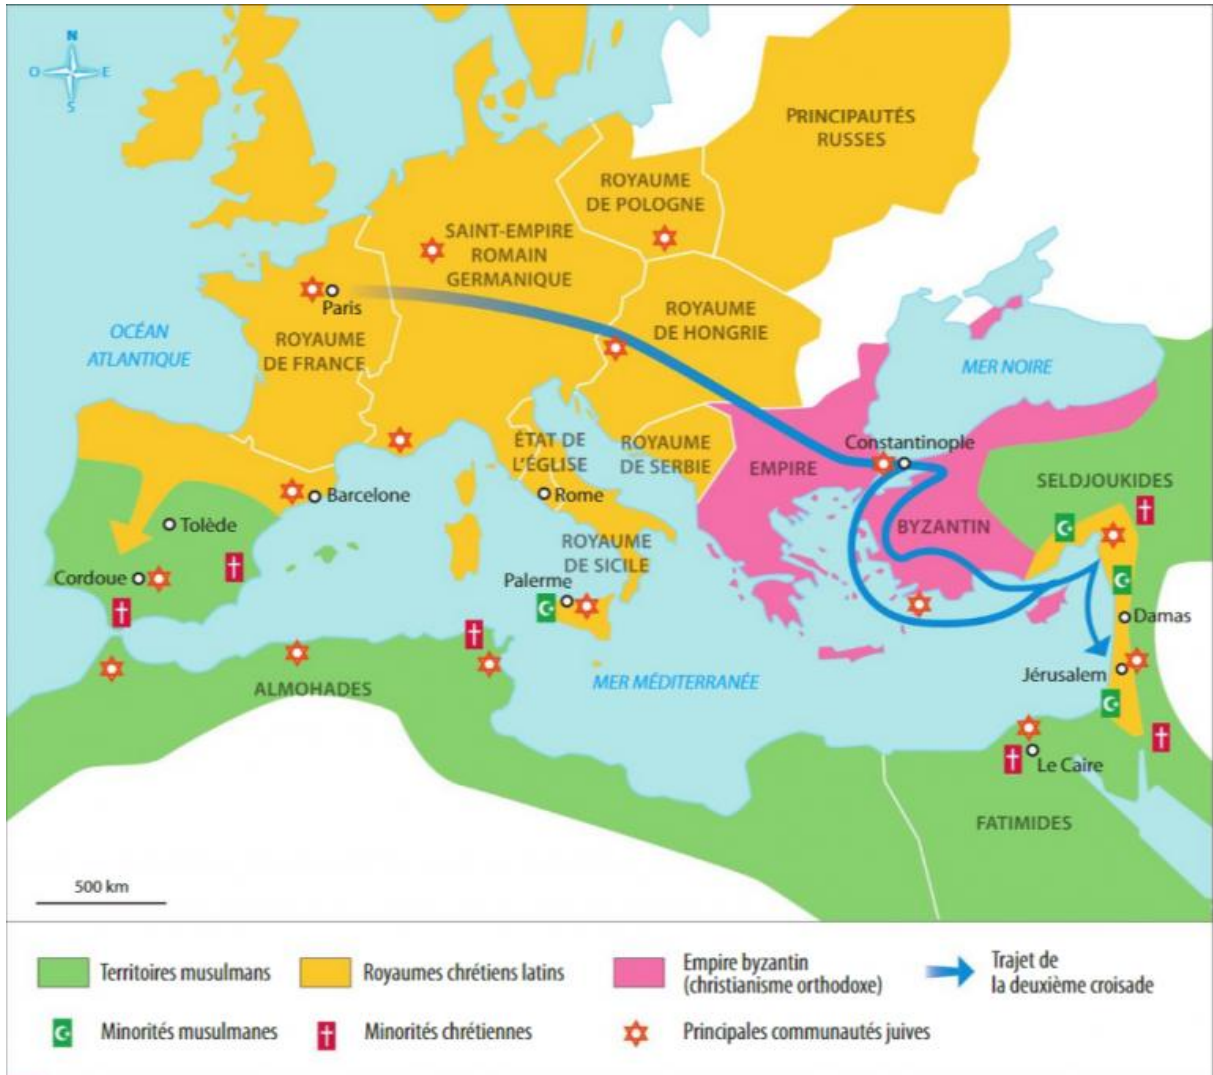 N
O
E
S
PRINCIPAUTÉS
RUSSES
ROYAUME
DE POLOGNE
SAINT-EMPIRE
ROMAIN
GERMANIQUE
Paris
ROYAUME
DE FRANCE
ROYAUME
DE HONGRIE
OCÉAN
ATLANTIQUE
MER NOIRE
ÉTAT DE
L'ÉGLISE
ROYAUME
DE SERBIE
Constantinople
EMPIRE
BYZANTIN
SELDJOUKIDES
Barcelone
Rome
Tolède
ROYAUME
DE SICILE
Cordoue
Palerme
Damas
Jérusalem
ALMOHADES
MER MÉDITERRANÉE
Le Caire
FATIMIDES
500 km
Territoires musulmans
Royaumes chrétiens latins
Empire byzantin
(christianisme orthodoxe)
Trajet de
la deuxième croisade
Minorités musulmanes
Minorités chrétiennes
Principales communautés juives